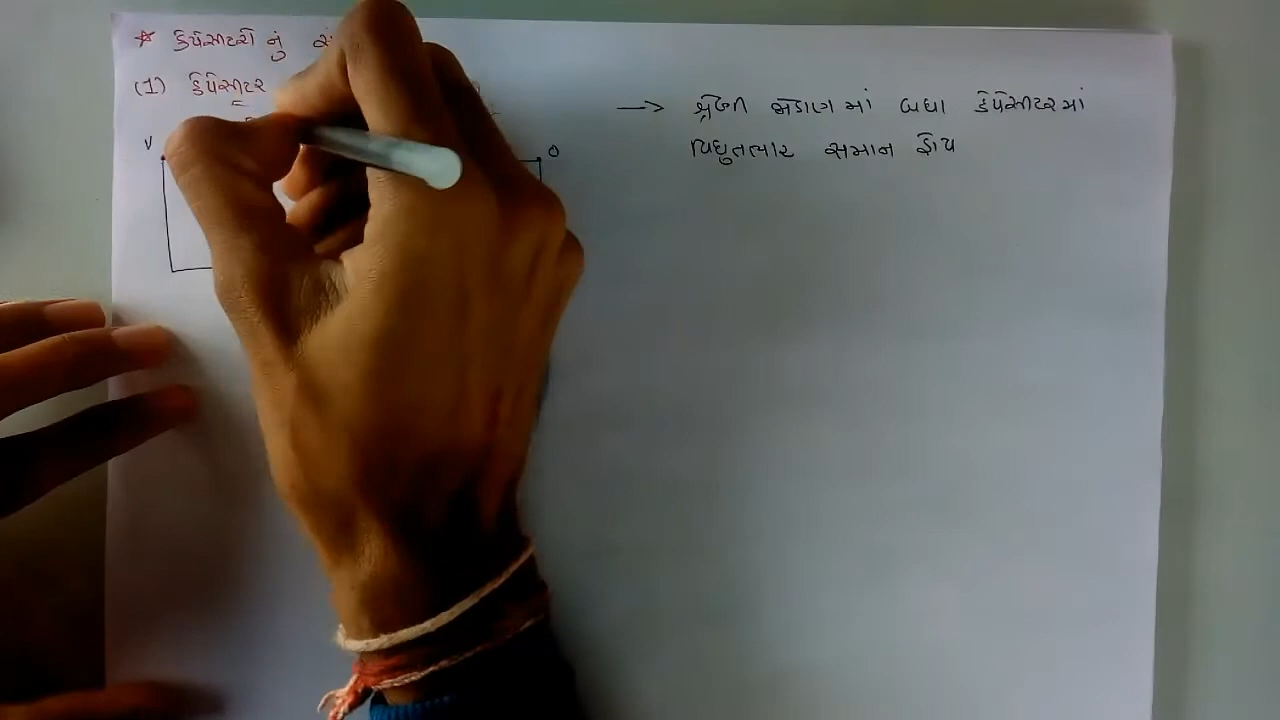 * કેપેસીટરો નું
(1) કેપેસીટર
V
0
→ શ્રેણી જોડાણ માં બધા કેપેસીટર માં
વિધુતભાર સમાન હોય